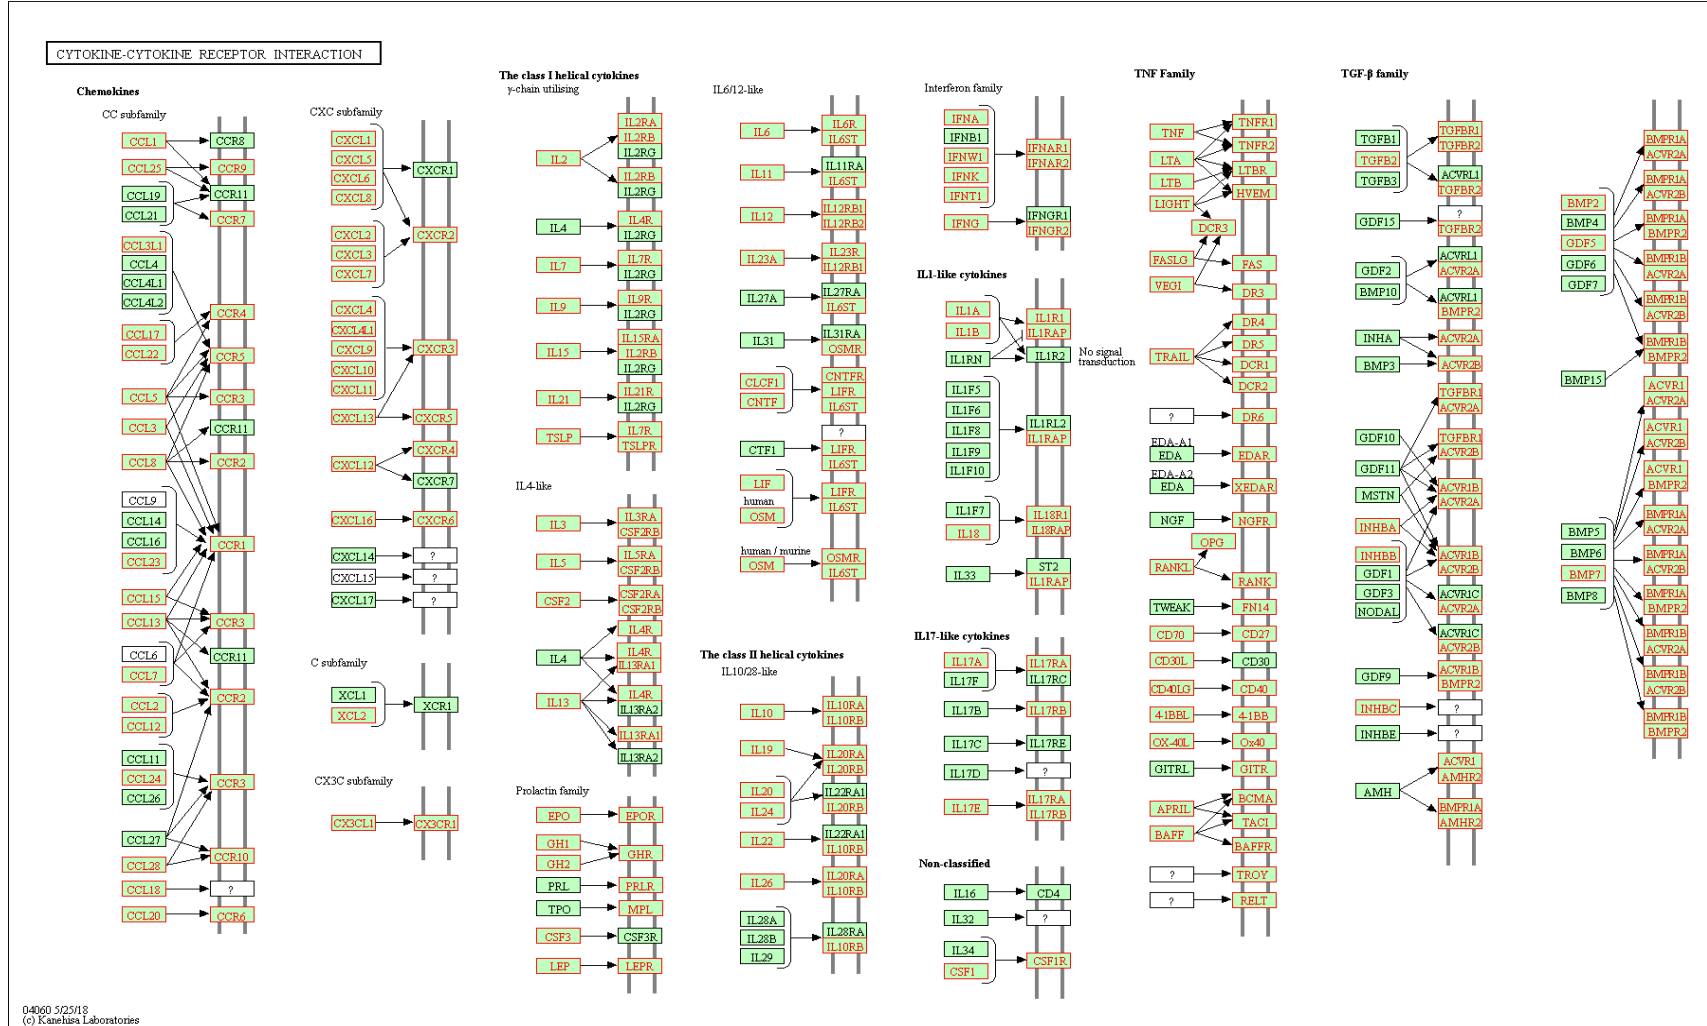 CYTOKINE-CYTOKINE RECEPTOR INTERACTION
Chemokines
CC subfamily
CCL1
CCR8
CCL25
CCR9
CCL19
CCR11
CCL21
CCR7
CCL3L1
CCL4
CCL4L1
CCL4L2
CCR4
CCL17
CCL22
CCR5
CCL5
CCR3
CCL3
CCR11
CCL8
CCR2
CCL9
CCL14
CCL16
CCR1
CCL23
CCL15
CCL13
CCR3
CCL6
CCR11
CCL7
CCL2
CCR2
CCL12
CCL11
CCL24
CCR3
CCL26
CCL27
CCL28
CCR10
CCL18
?
CCL20
CCR6
CXC subfamily
CXCL1
CXCL5
CXCR1
CXCL6
CXCL8
CXCL2
CXCR2
CXCL3
CXCL7
CXCL4
CXCL4L1
CXCL9
CXCR3
CXCL10
CXCL11
CXCL13
CXCR5
CXCR4
CXCL12
CXCR7
CXCL16
CXCR6
CXCL14
?
CXCL15
?
CXCL17
?
C subfamily
XCL1
XCR1
XCL2
CX3C subfamily
CX3CL1
CX3CR1
The class I helical cytokines
γ-chain utilising
IL2RA
IL2RB
IL2RG
IL2
IL2RB
IL2RG
IL4
IL4R
IL2RG
IL7
IL7R
IL2RG
IL9
IL9R
IL2RG
IL15
IL15RA
IL2RB
IL2RG
IL21
IL21R
IL2RG
TSLP
IL7R
TSLPR
IL4-like
IL3
IL3RA
CSF2RB
IL5
IL5RA
CSF2RB
CSF2
CSF2RA
CSF2RB
IL4R
IL4
IL4R
IL13RA1
IL13
IL4R
IL13RA2
IL13RA1
IL13RA2
Prolactin family
EPO
EPOR
GH1
GHR
GH2
PRL
PRLR
TPO
MPL
CSF3
CSF3R
LEP
LEPR
IL6/12-like
IL6
IL6R
IL6ST
IL11
IL11RA
IL6ST
IL12
IL12RB1
IL12RB2
IL23A
IL23R
IL12RB1
IL27A
IL27RA
IL6ST
IL31
IL31RA
OSMR
CLCF1
CNTF
CNTFR
LIFR
IL6ST
CTF1
?
LIFR
IL6ST
LIF
human
OSM
LIFR
IL6ST
human / murine
OSM
OSMR
IL6ST
The class II helical cytokines
IL10/28-like
IL10
IL10RA
IL10RB
IL19
IL20RA
IL20RB
IL20
IL24
IL22RA1
IL20RB
IL22
IL22RA1
IL10RB
IL26
IL20RA
IL10RB
IL28A
IL28B
IL29
IL28RA
IL10RB
Interferon family
IFNA
IFNB1
IFNW1
IFNK
IFNT1
IFNAR1
IFNAR2
IFNG
IFNGR1
IFNGR2
IL1-like cytokines
IL1A
IL1B
IL1R1
IL1RAP
IL1RN
IL1R2
No signal
transduction
IL1F5
IL1F6
IL1F8
IL1F9
IL1F10
IL1RL2
IL1RAP
IL1F7
IL18
IL18R1
IL18RAP
IL33
ST2
IL1RAP
IL17-like cytokines
IL17A
IL17F
IL17RA
IL17RC
IL17B
IL17RB
IL17C
IL17RE
IL17D
?
IL17E
IL17RA
IL17RB
Non-classified
IL16
CD4
IL32
?
IL34
CSF1
CSF1R
TNF Family
TNF
TNFR1
TNFR2
LTA
LTBR
LTB
HVEM
LIGHT
DCR3
FASLG
FAS
VEGI
DR3
DR4
DR5
TRAIL
DCR1
DCR2
?
DR6
EDA-A1
EDA
EDAR
EDA-A2
EDA
XEDAR
NGF
NGFR
OPG
RANKL
RANK
TWEAK
FN14
CD70
CD27
CD30L
CD30
CD40LG
CD40
4-1BBL
4-1BB
OX-40L
Ox40
GITRL
GITR
BCMA
APRIL
TACI
BAFF
BAFFR
?
TROY
?
RELT
TGF-β family
TGFB1
TGFB2
TGFB3
TGFBR1
TGFBR2
ACVRL1
TGFBR2
GDF15
?
TGFBR2
GDF2
BMP10
ACVRL1
ACVR2A
ACVRL1
BMPR2
INHA
ACVR2A
BMP3
ACVR2B
TGFBR1
ACVR2A
GDF10
TGFBR1
ACVR2B
GDF11
MSTN
ACVR1B
ACVR2A
INHBA
INHBB
ACVR1B
ACVR2B
GDF1
GDF3
NODAL
ACVR1C
ACVR2A
ACVR1C
ACVR2B
GDF9
ACVR1B
BMPR2
INHBC
?
INHBE
?
AMH
ACVR1
AMHR2
BMPR1A
AMHR2
BMP2
BMP4
GDF5
GDF6
GDF7
BMPR1A
ACVR2A
BMPR1A
ACVR2B
BMPR1A
BMPR2
BMPR1B
ACVR2A
BMPR1B
ACVR2B
BMPR1B
BMPR2
BMP15
ACVR1
ACVR2A
ACVR1
ACVR2B
ACVR1
BMPR2
BMP5
BMP6
BMP7
BMP8
BMPR1A
ACVR2A
BMPR1A
ACVR2B
BMPR1A
BMPR2
BMPR1B
ACVR2A
BMPR1B
ACVR2B
BMPR1B
BMPR2
04060 5/25/18
(c) Kanehisa Laboratories